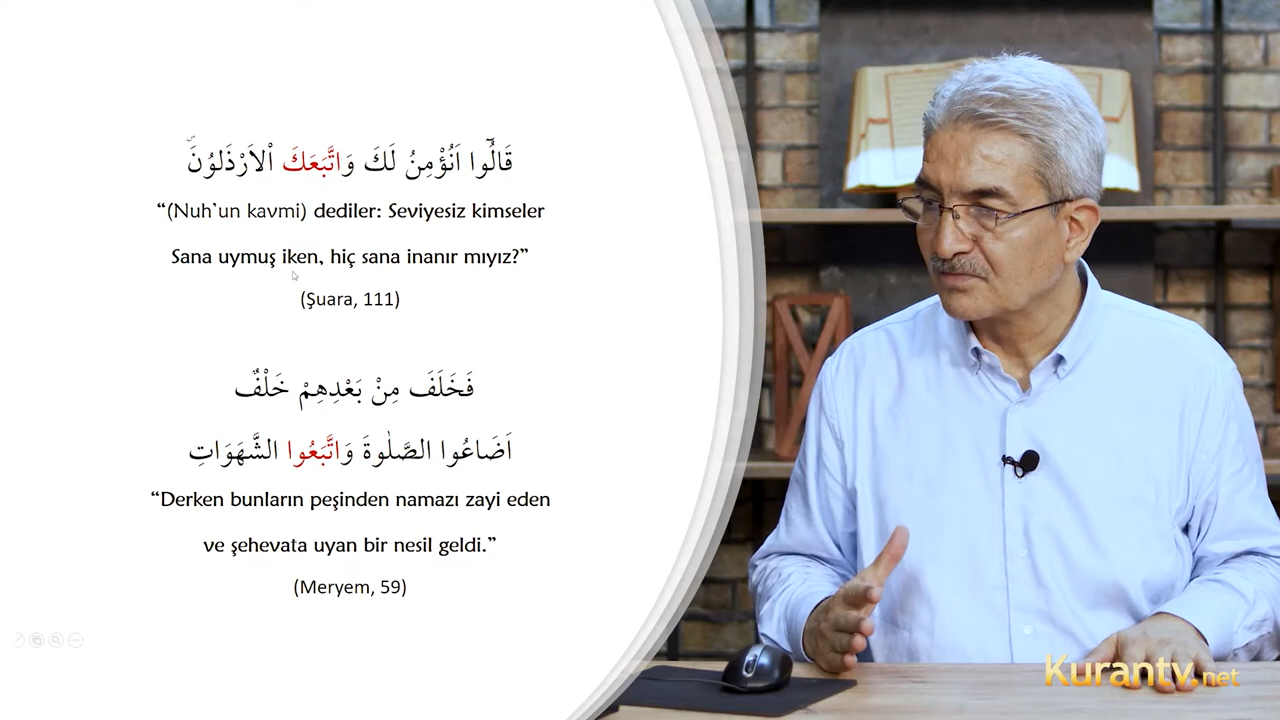 قَالُٓوا اَنُؤْمِنُ لَكَ وَاتَّبَعَكَ الْاَرْذَلُونَۜ
“(Nuh’un kavmi) dediler: Seviyesiz kimseler
Sana uymuş iken, hiç sana inanır mıyız?”
(Şuara, 111)
فَخَلَفَ مِنْ بَعْدِهِمْ خَلْفٌ
اَضَاعُوا الصَّلٰوةَ وَاتَّبَعُوا الشَّهَوَاتِ
“Derken bunların peşinden namazı zayi eden
ve şehevata uyan bir nesil geldi.”
(Meryem, 59)
Kurantv.net